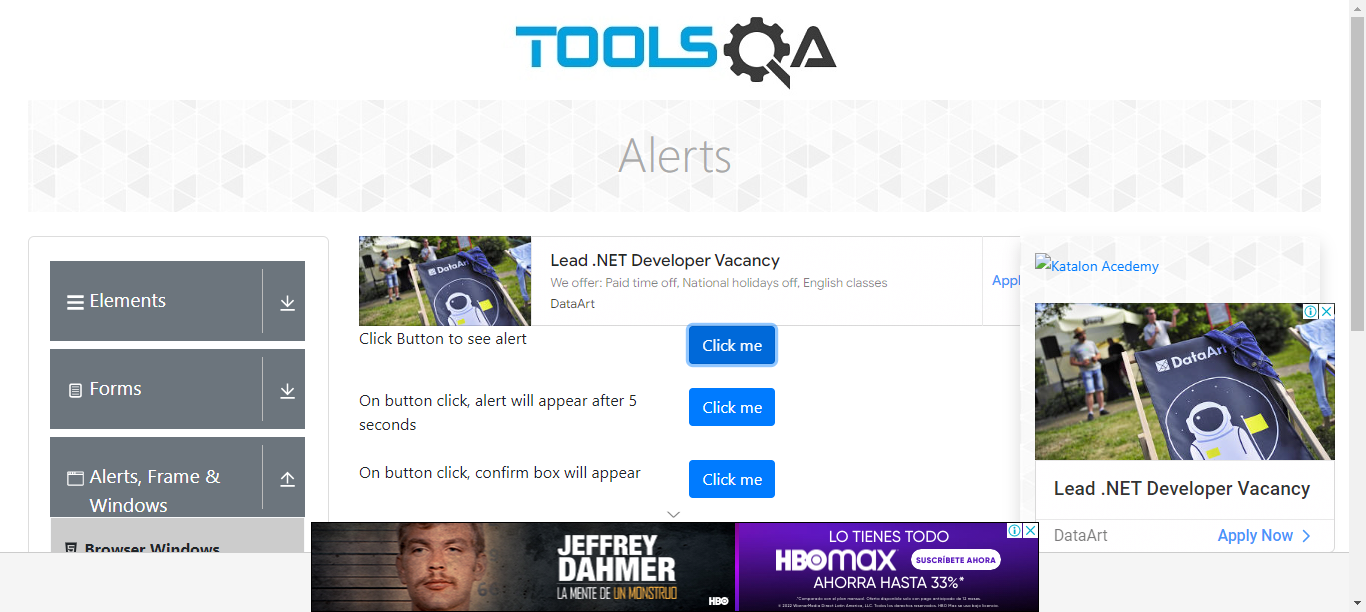 TOOLSQA
Alerts
Elements
Forms
Alerts, Frame &
Windows
Browser Windows
Lead .NET Developer Vacancy
We offer: Paid time off, National holidays off, English classes
DataArt
Appl
Click Button to see alert
Click me
On button click, alert will appear after 5
seconds
Click me
On button click, confirm box will appear
Click me
Katalon Acedemy
DataArt
Lead .NET Developer Vacancy
DataArt
Apply Now
JEFFREY
DAHMER
LA MENTE DE UN MONSTRUO
HBO
LO TIENES TODO
HBOMAX
SUSCRÍBETE AHORA
AHORRA HASTA 33%*